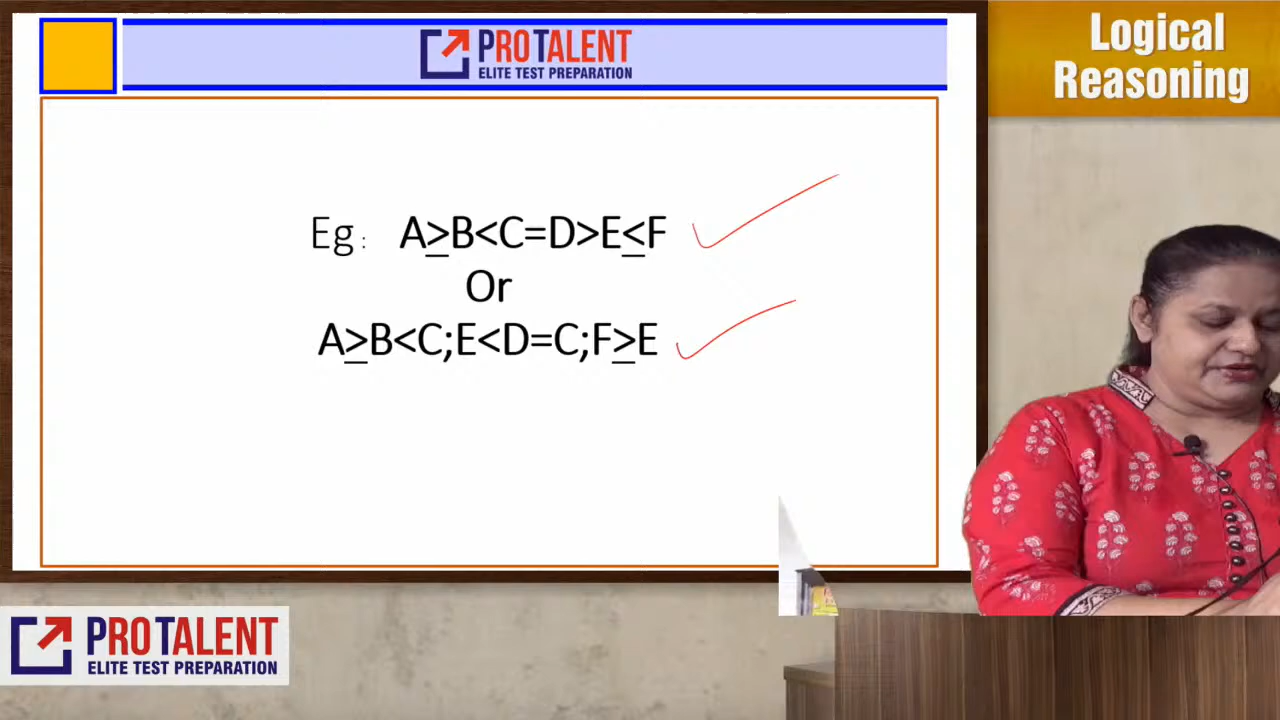 PROTALENT
ELITE TEST PREPARATION
Logical
Reasoning
Eg: A≥B<C=D>E≤F
Or
A≥B<C;E<D=C;F≥E
PROTALENT
ELITE TEST PREPARATION